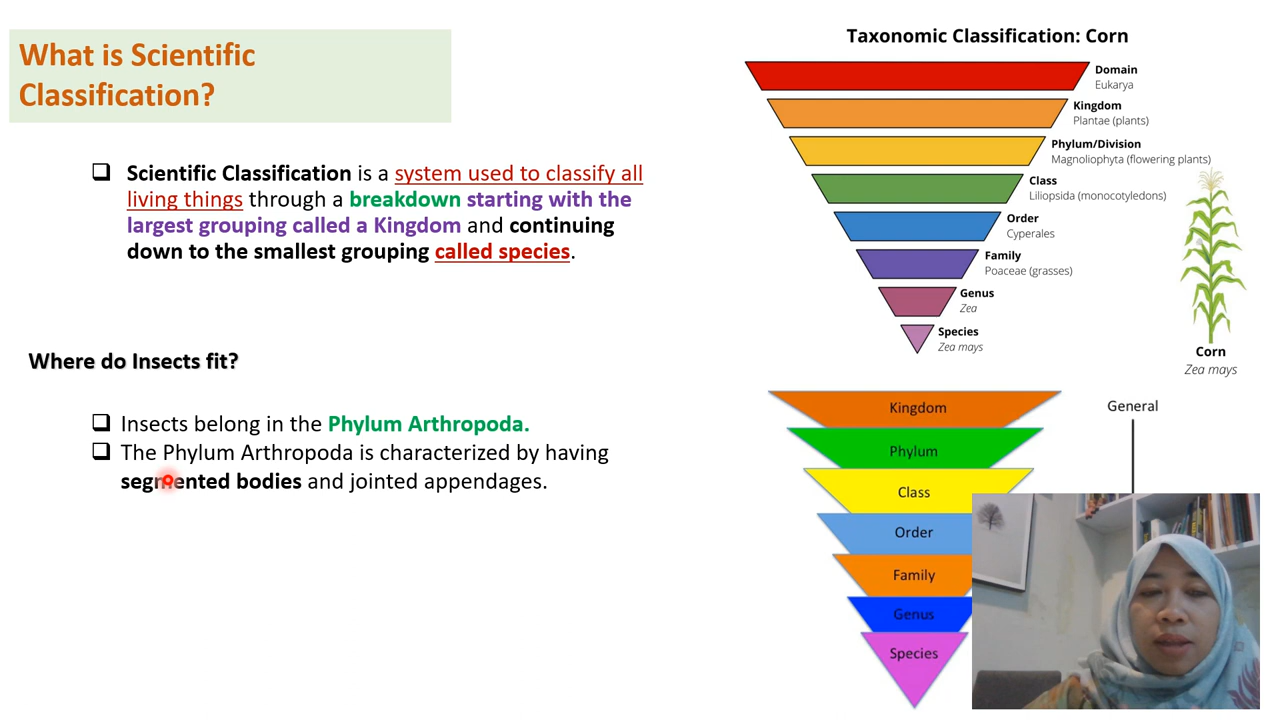 What is Scientific
Classification?
Scientific Classification is a system used to classify all
living things through a breakdown starting with the
largest grouping called a Kingdom and continuing
down to the smallest grouping called species.
Where do Insects fit?
Insects belong in the Phylum Arthropoda.
The Phylum Arthropoda is characterized by having
segmented bodies and jointed appendages.
Taxonomic Classification: Corn
Domain
Eukarya
Kingdom
Plantae (plants)
Phylum/Division
Magnoliophyta (flowering plants)
Class
Liliopsida (monocotyledons)
Order
Cyperales
Family
Poaceae (grasses)
Genus
Zea
Species
Zea mays
Corn
Zea mays
Kingdom
General
Phylum
Class
Order
Family
Genus
Species